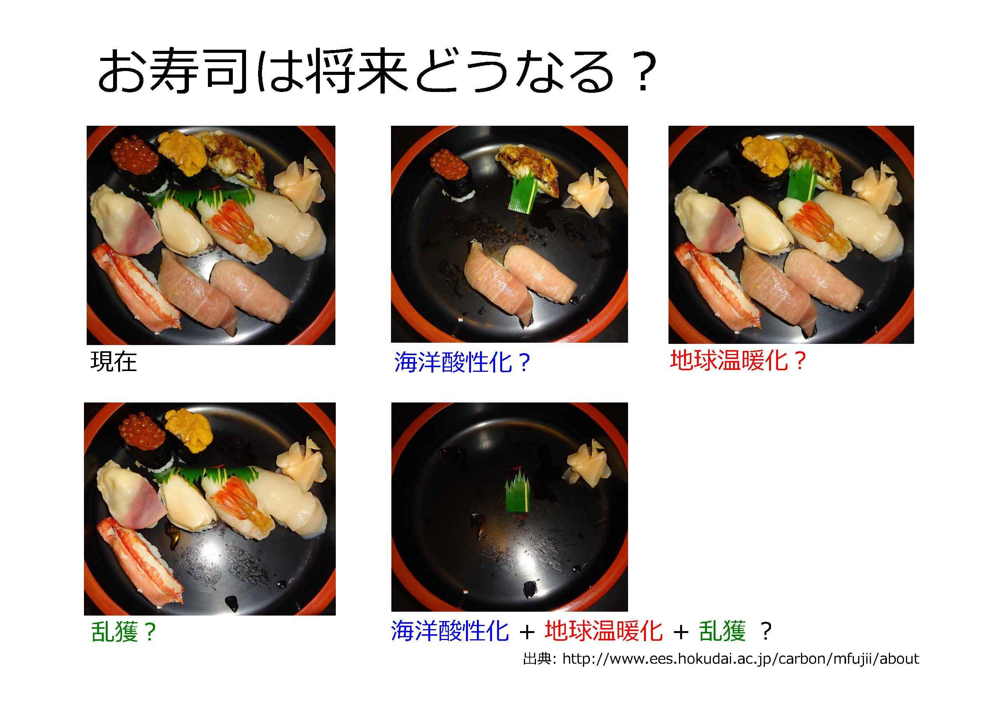 お寿司は将来どうなる？
現在
海洋酸性化？
地球温暖化？
乱獲？
海洋酸性化 + 地球温暖化 + 乱獲 ？
出典: http://www.ees.hokudai.ac.jp/carbon/mfujii/about